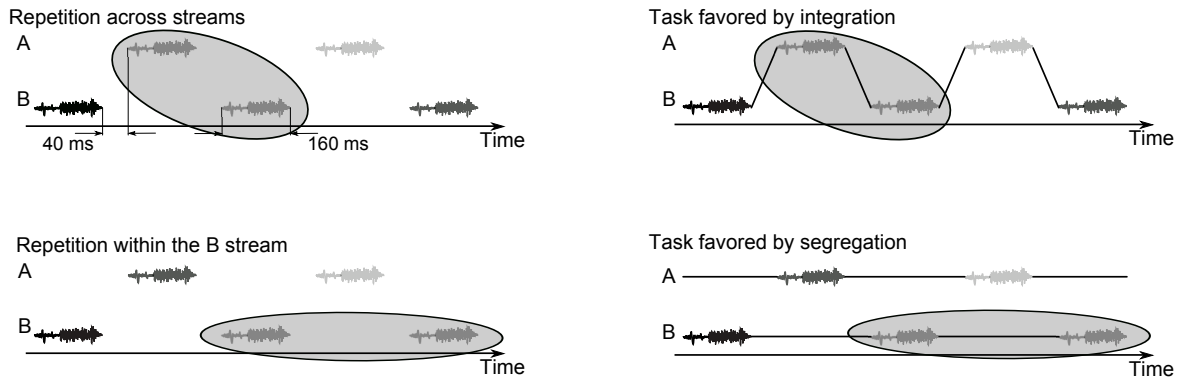 Repetition across streams
A
B
40 ms
160 ms
Time
Task favored by integration
A
B
Time
Repetition within the B stream
A
B
Time
Task favored by segregation
A
B
Time